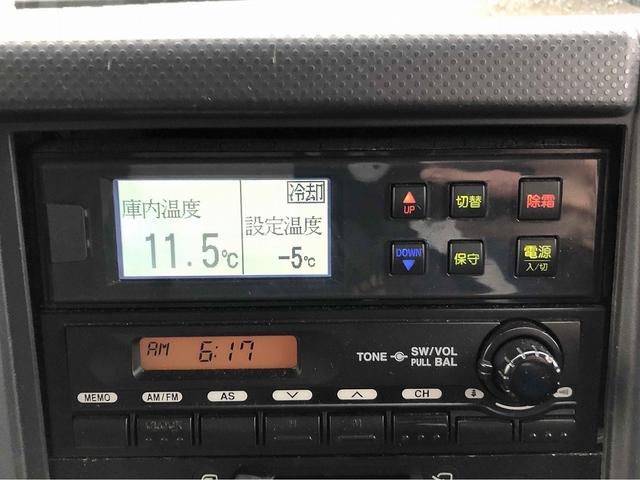 冷却
庫内温度
設定温度
11.5℃
-5℃
UP
切替
除霜
DOWN
保守
電源
入/切
AM 6:17
TONE
SW/VOL
PULL BAL
MEMO
AM/FM
AS
CH
CLOCK